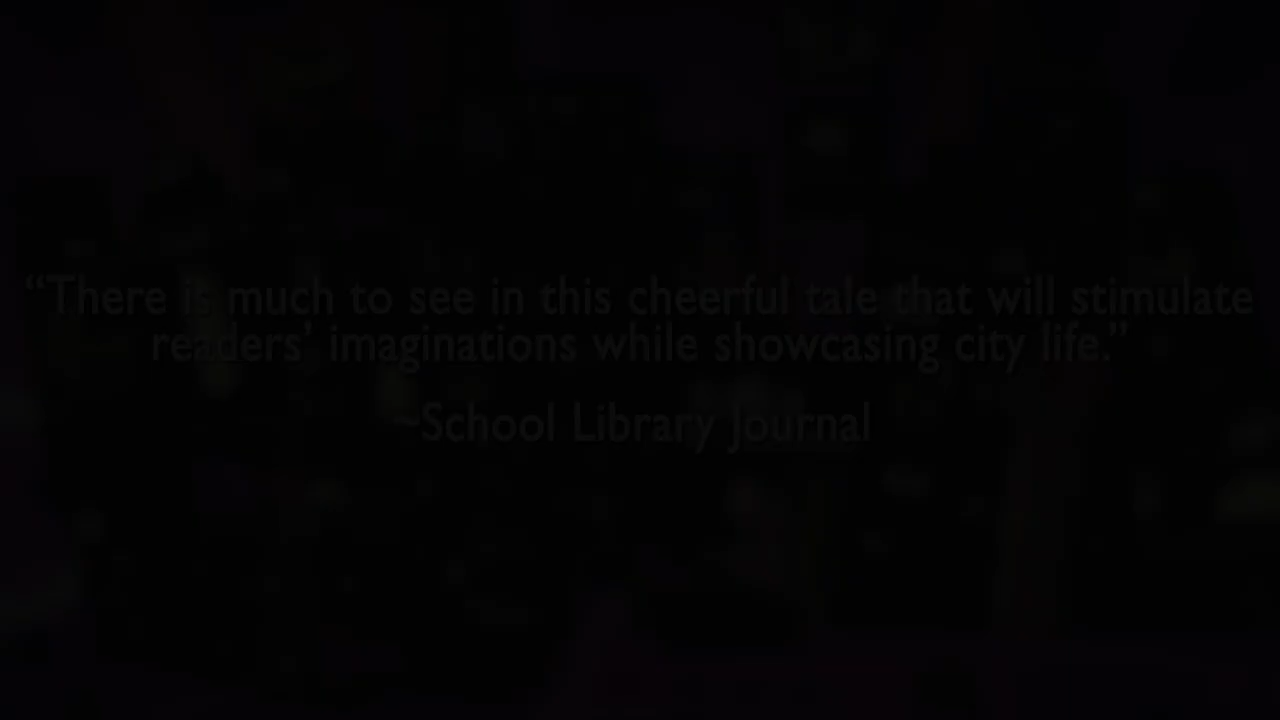 “There is much to see in this cheerful tale that will stimulate
readers’ imaginations while showcasing city life.”
-School Library Journal